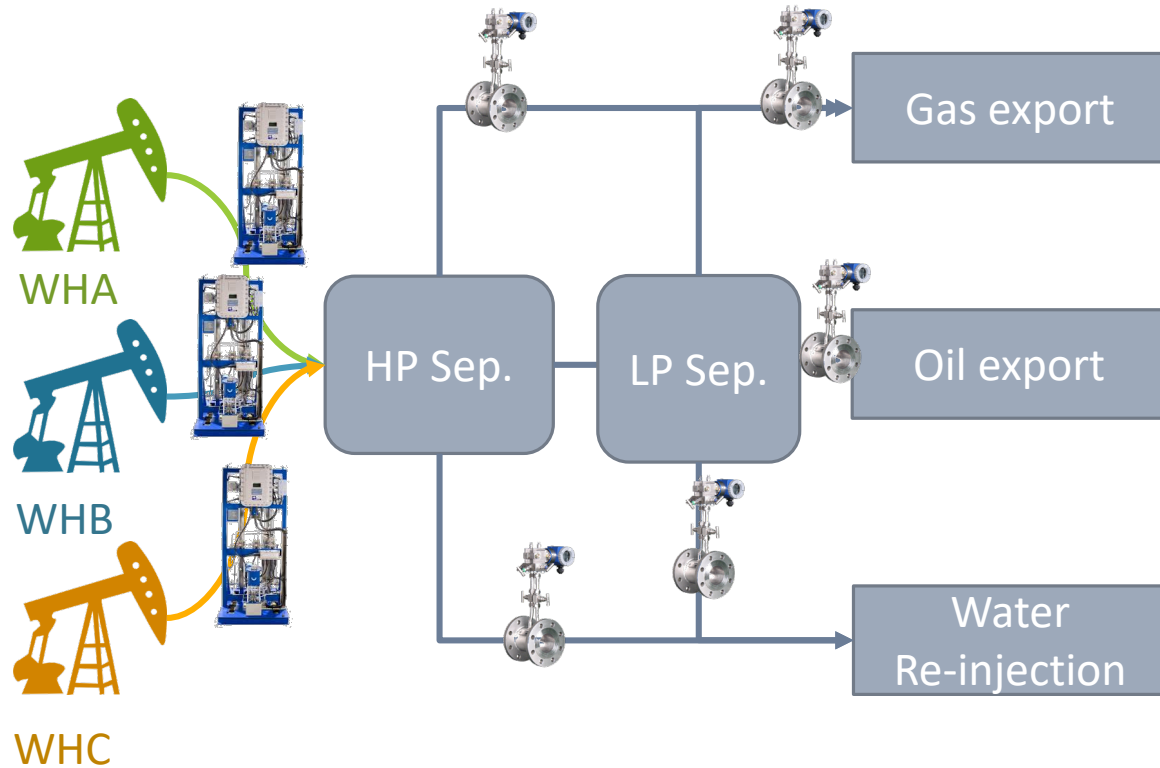 WHA
WHB
WHC
HP Sep.
LP Sep.
Gas export
Oil export
Water
Re-injection